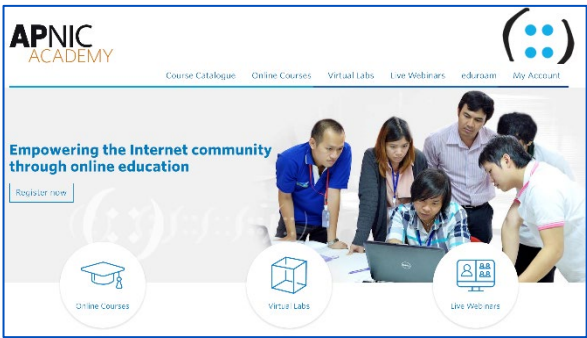 APNIC
ACADEMY
Course Catalogue Online Courses Virtual Labs Live Webinars eduroam My Account
Empowering the Internet community
through online education
Register now
Online Courses
Virtual Labs
Live Webinars